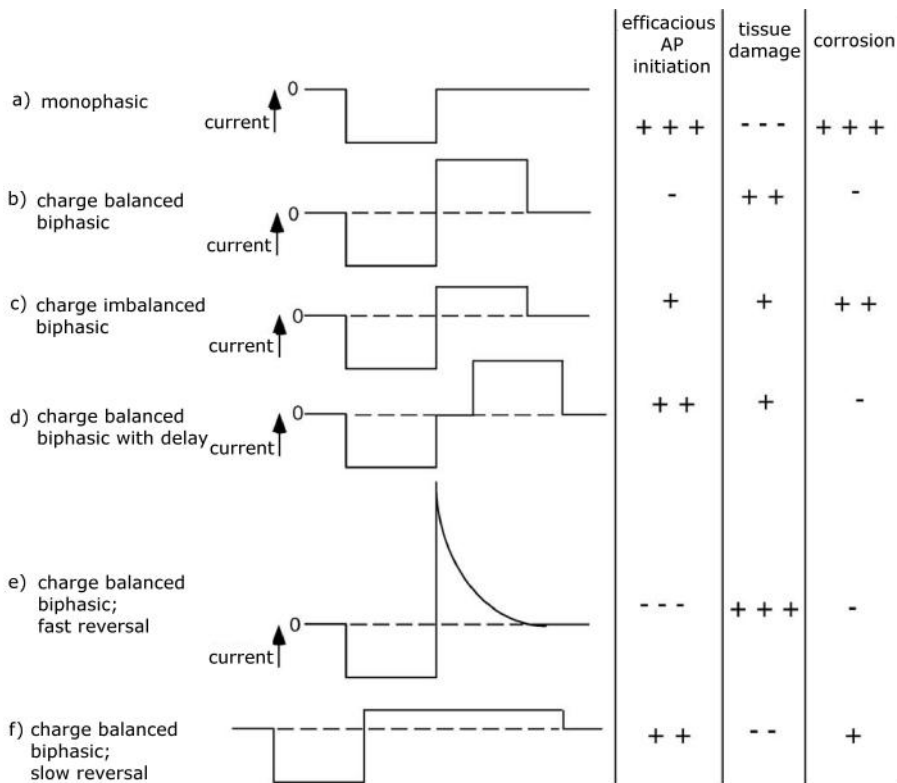 efficacious
AP
initiation
tissue
damage
corrosion
a) monophasic
0
current
+ + + - - - + + +
b) charge balanced
biphasic
0
current
- + + -
c) charge imbalanced
biphasic
0
current
+ + + +
d) charge balanced
biphasic with delay
0
current
+ + + -
e) charge balanced
biphasic;
fast reversal
0
current
- - - + + + -
f) charge balanced
biphasic;
slow reversal
+ + - - +